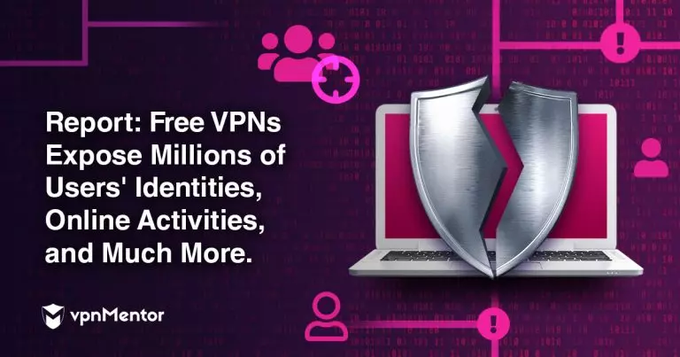 Report: Free VPNs
Expose Millions of
Users' Identities,
Online Activities,
and Much More.
vpnMentor